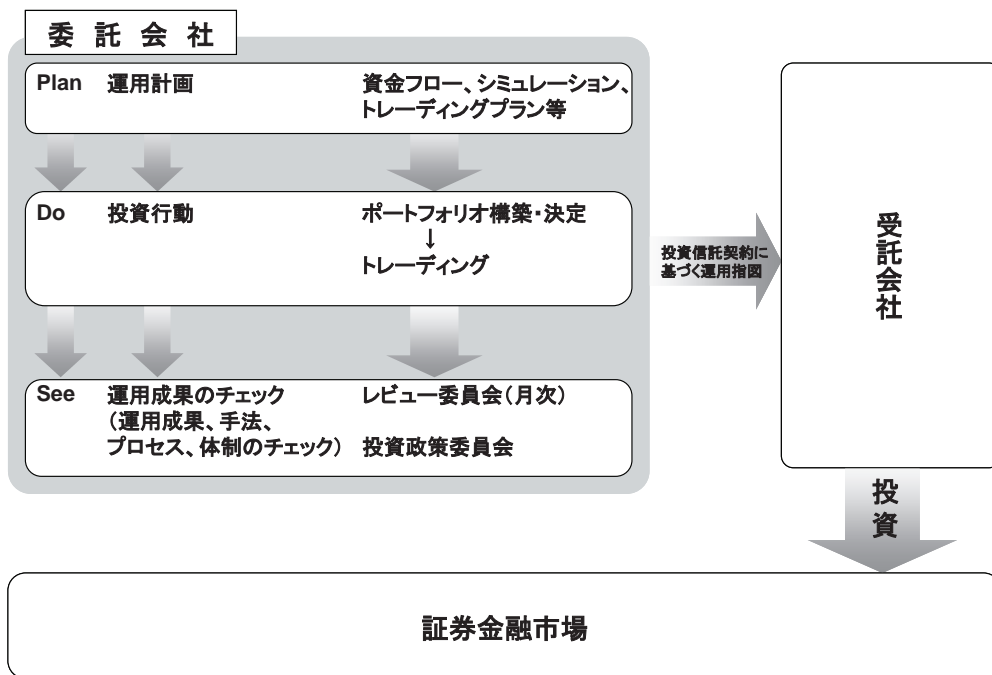 委託会社
Plan 運用計画 資金フロー、シミュレーション、
トレーディングプラン等
Do 投資行動 ポートフォリオ構築・決定
↓
トレーディング
See 運用成果のチェック レビュー委員会（月次）
（運用成果、手法、
プロセス、体制のチェック） 投資政策委員会
投資信託契約に
基づく運用指図
受託会社
投資
証券金融市場